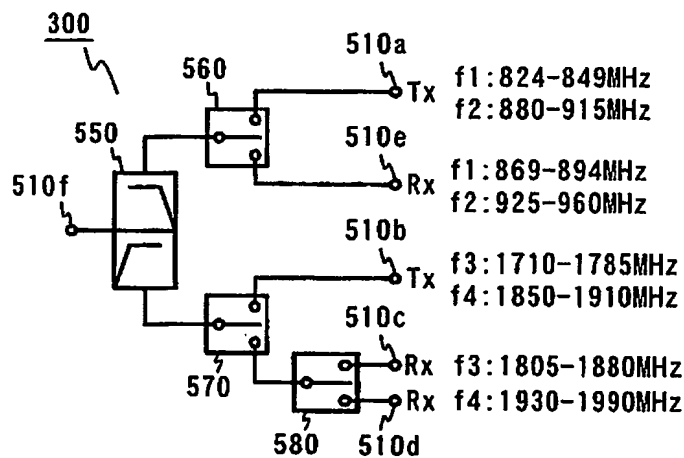 300
510a
560
Tx f1:824-849MHz
f2:880-915MHz
550
510e
510f
Rx f1:869-894MHz
f2:925-960MHz
510b
Tx f3:1710-1785MHz
f4:1850-1910MHz
510c
570
Rx f3:1805-1880MHz
Rx f4:1930-1990MHz
580
510d